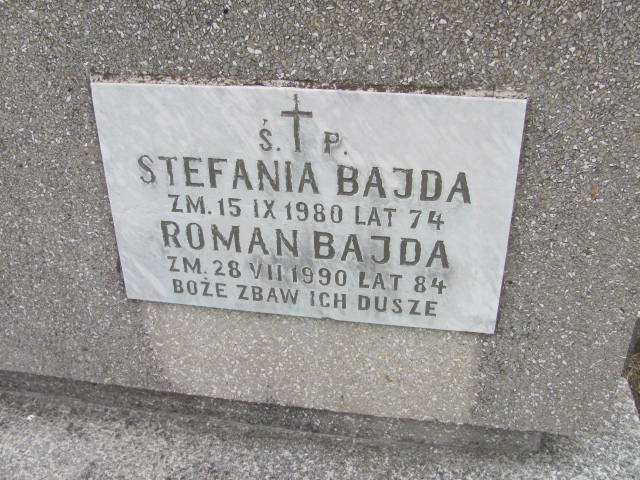 Ś. P.
STEFANIA BAJDA
ZM. 15 IX 1980 LAT 74
ROMAN BAJDA
ZM. 28 VII 1990 LAT 84
BOŻE ZBAW ICH DUSZE